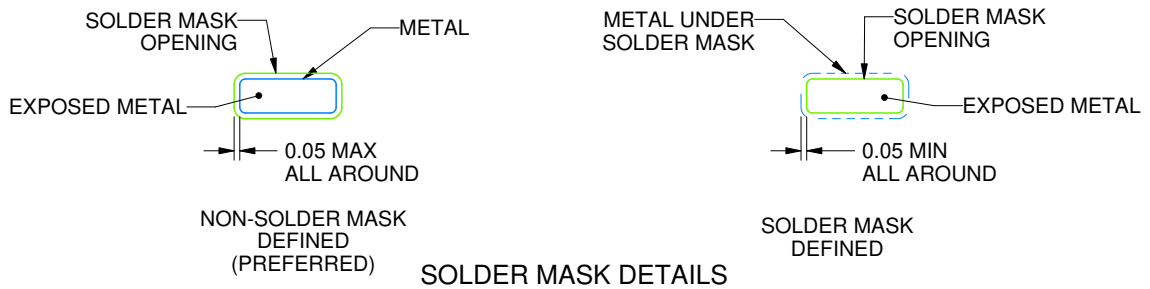 SOLDER MASK
OPENING
METAL
EXPOSED METAL
0.05 MAX
ALL AROUND
NON-SOLDER MASK
DEFINED
(PREFERRED)
METAL UNDER
SOLDER MASK
SOLDER MASK
OPENING
EXPOSED METAL
0.05 MIN
ALL AROUND
SOLDER MASK
DEFINED
SOLDER MASK DETAILS